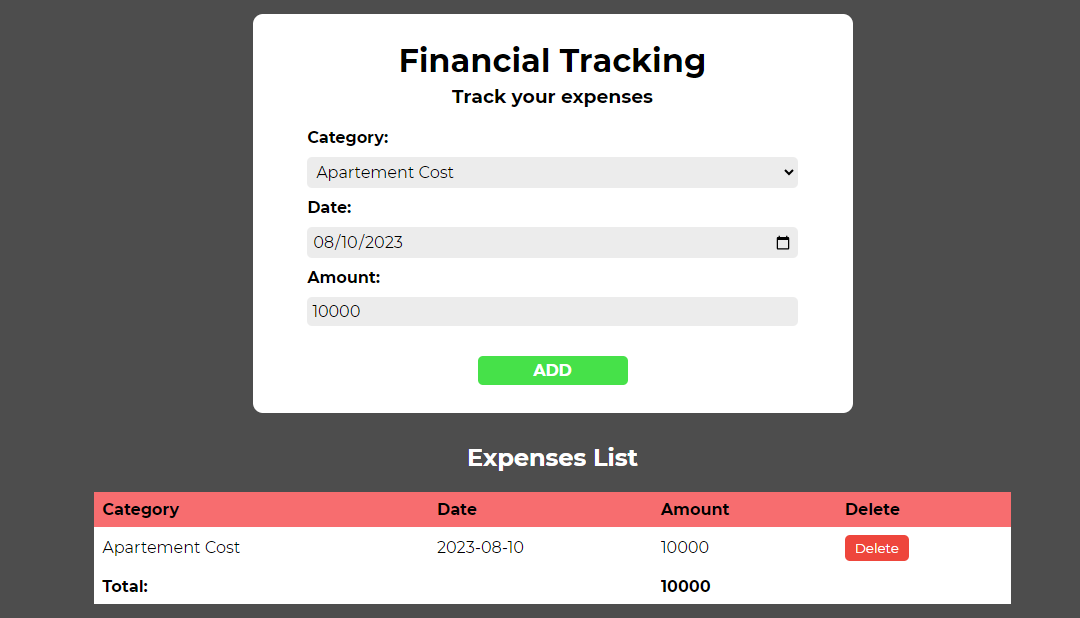 Financial Tracking
Track your expenses
Category:
Apartement Cost
Date:
08/10/2023
Amount:
10000
ADD
Expenses List
Category Date Amount Delete
Apartement Cost 2023-08-10 10000 Delete
Total: 10000